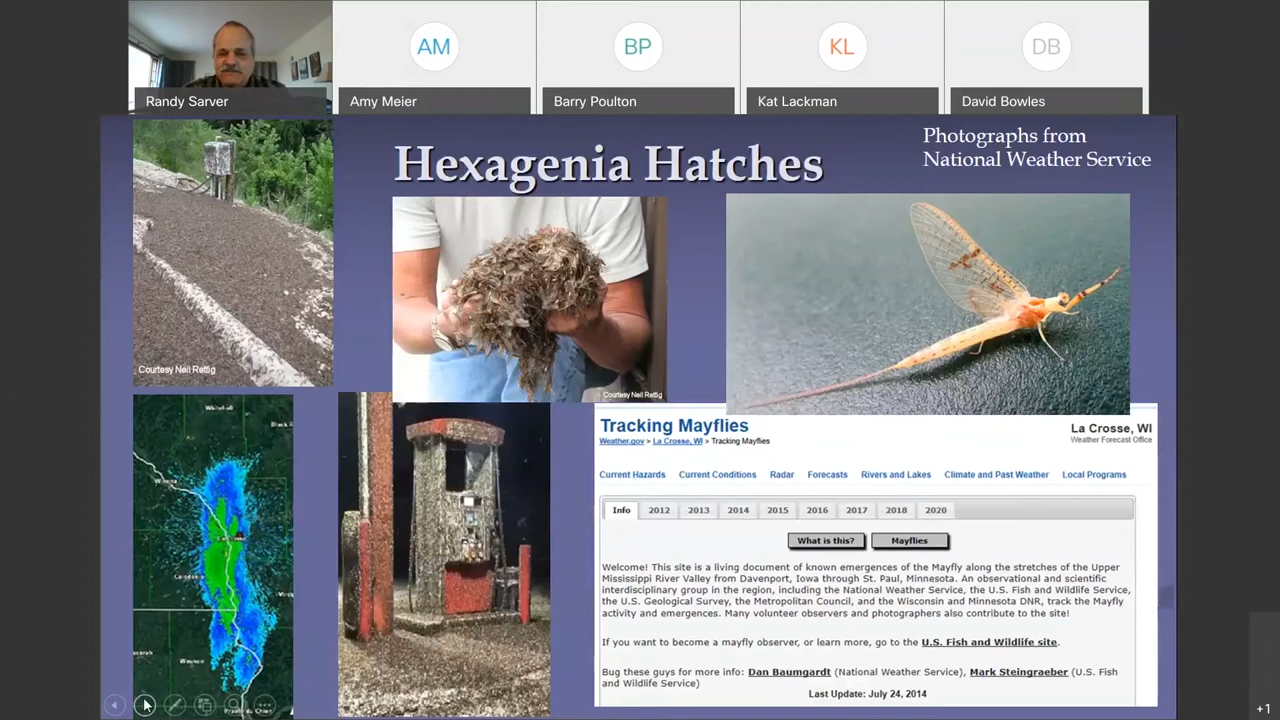 AM
BP
KL
DB
Randy Sarver
Amy Meier
Barry Poulton
Kat Lackman
David Bowles
Hexagenia Hatches
Photographs from
National Weather Service
Courtesy Neil Rettig
Courtesy Neil Rettig
Whitehall
Winona
Caledonia
Waukon
Tracking Mayflies
Weather.gov > La Crosse, WI > Tracking Mayflies
La Crosse, WI
Weather Forecast Office
Current Hazards Current Conditions Radar Forecasts Rivers and Lakes Climate and Past Weather Local Programs
Info 2012 2013 2014 2015 2016 2017 2018 2020
What is this? Mayflies
Welcome! This site is a living document of known emergences of the Mayfly along the stretches of the Upper
Mississippi River Valley from Davenport, Iowa through St. Paul, Minnesota. An observational and scientific
interdisciplinary group in the region, including the National Weather Service, the U.S. Fish and Wildlife Service,
the U.S. Geological Survey, the Metropolitan Council, and the Wisconsin and Minnesota DNR, track the Mayfly
activity and emergences. Many volunteer observers and photographers also contribute to the site!
If you want to become a mayfly observer, or learn more, go to the U.S. Fish and Wildlife site.
Bug these guys for more info: Dan Baumgardt (National Weather Service), Mark Steingraeber (U.S. Fish
and Wildlife Service)
Last Update: July 24, 2014
+1